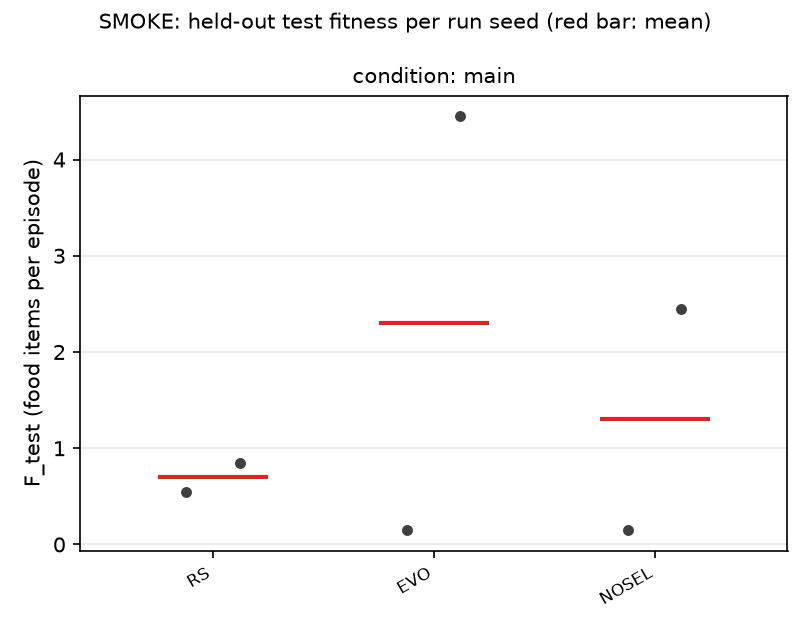 SMOKE: held-out test fitness per run seed (red bar: mean)
condition: main
F_test (food items per episode)
4
3
2
1
0
RS
EVO
NOSEL